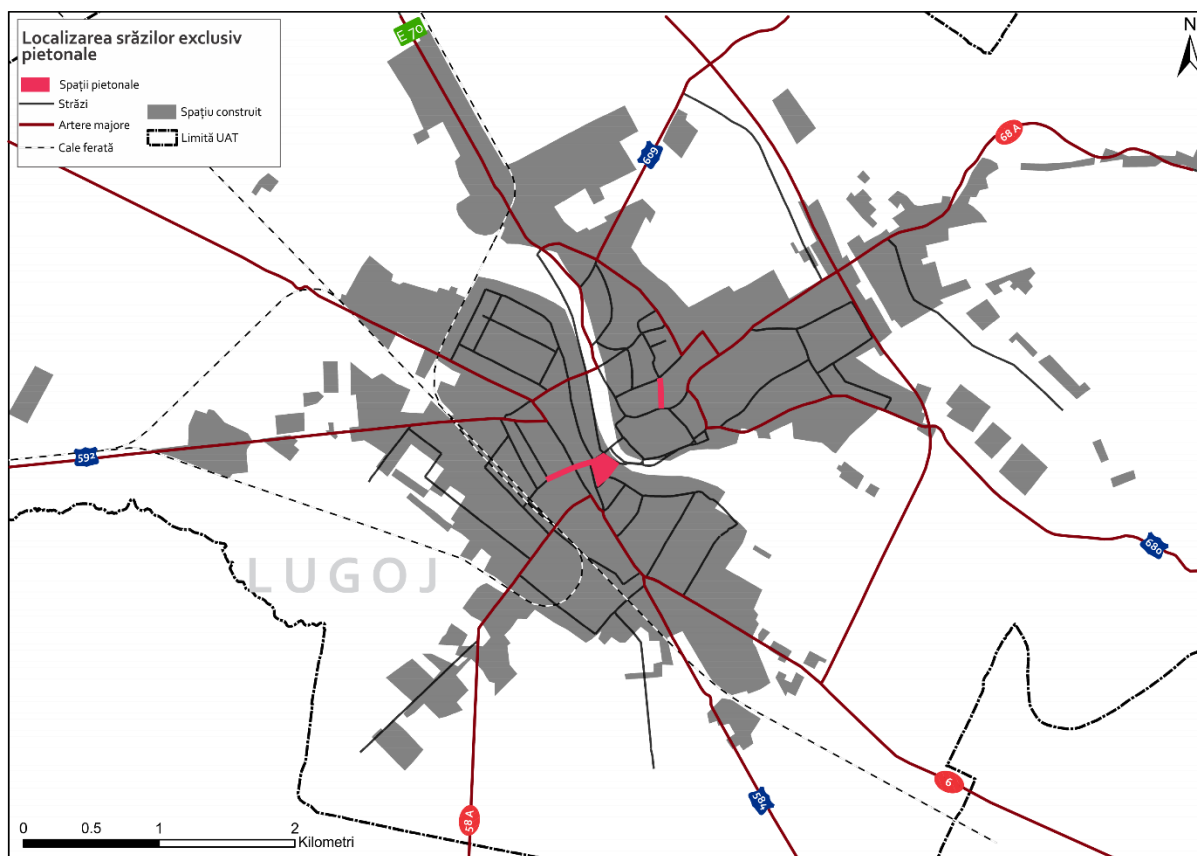 Localizarea srăzilor exclusiv
pietonale
Spații pietonale
Străzi
Artere majore
Cale ferată
Spațiu construit
Limită UAT
N
E 70
609
68 A
592
LUGOJ
680
6
584
58 A
0 0.5 1 2
Kilometri